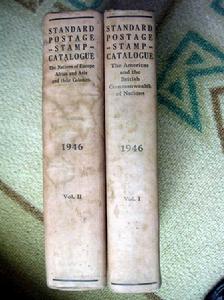 STANDARD
POSTAGE
-STAMP-
CATALOGUE
The Nations of Europe
Africa and Asia
and their Colonies
1946
Vol. II
STANDARD
POSTAGE
-STAMP-
CATALOGUE
The Americas
and the
British
Commonwealth
of Nations
1946
Vol. I